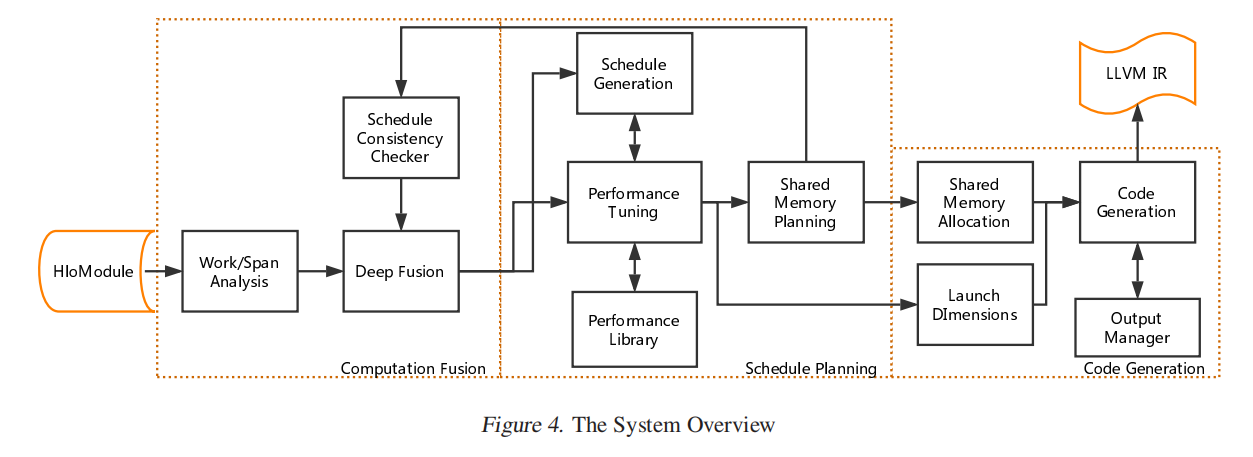 HloModule
Work/Span
Analysis
Schedule
Consistency
Checker
Deep Fusion
Computation Fusion
Schedule
Generation
Performance
Tuning
Performance
Library
Shared
Memory
Planning
Schedule Planning
Shared
Memory
Allocation
Launch
DImensions
LLVM IR
Code
Generation
Output
Manager
Code Generation
Figure 4. The System Overview